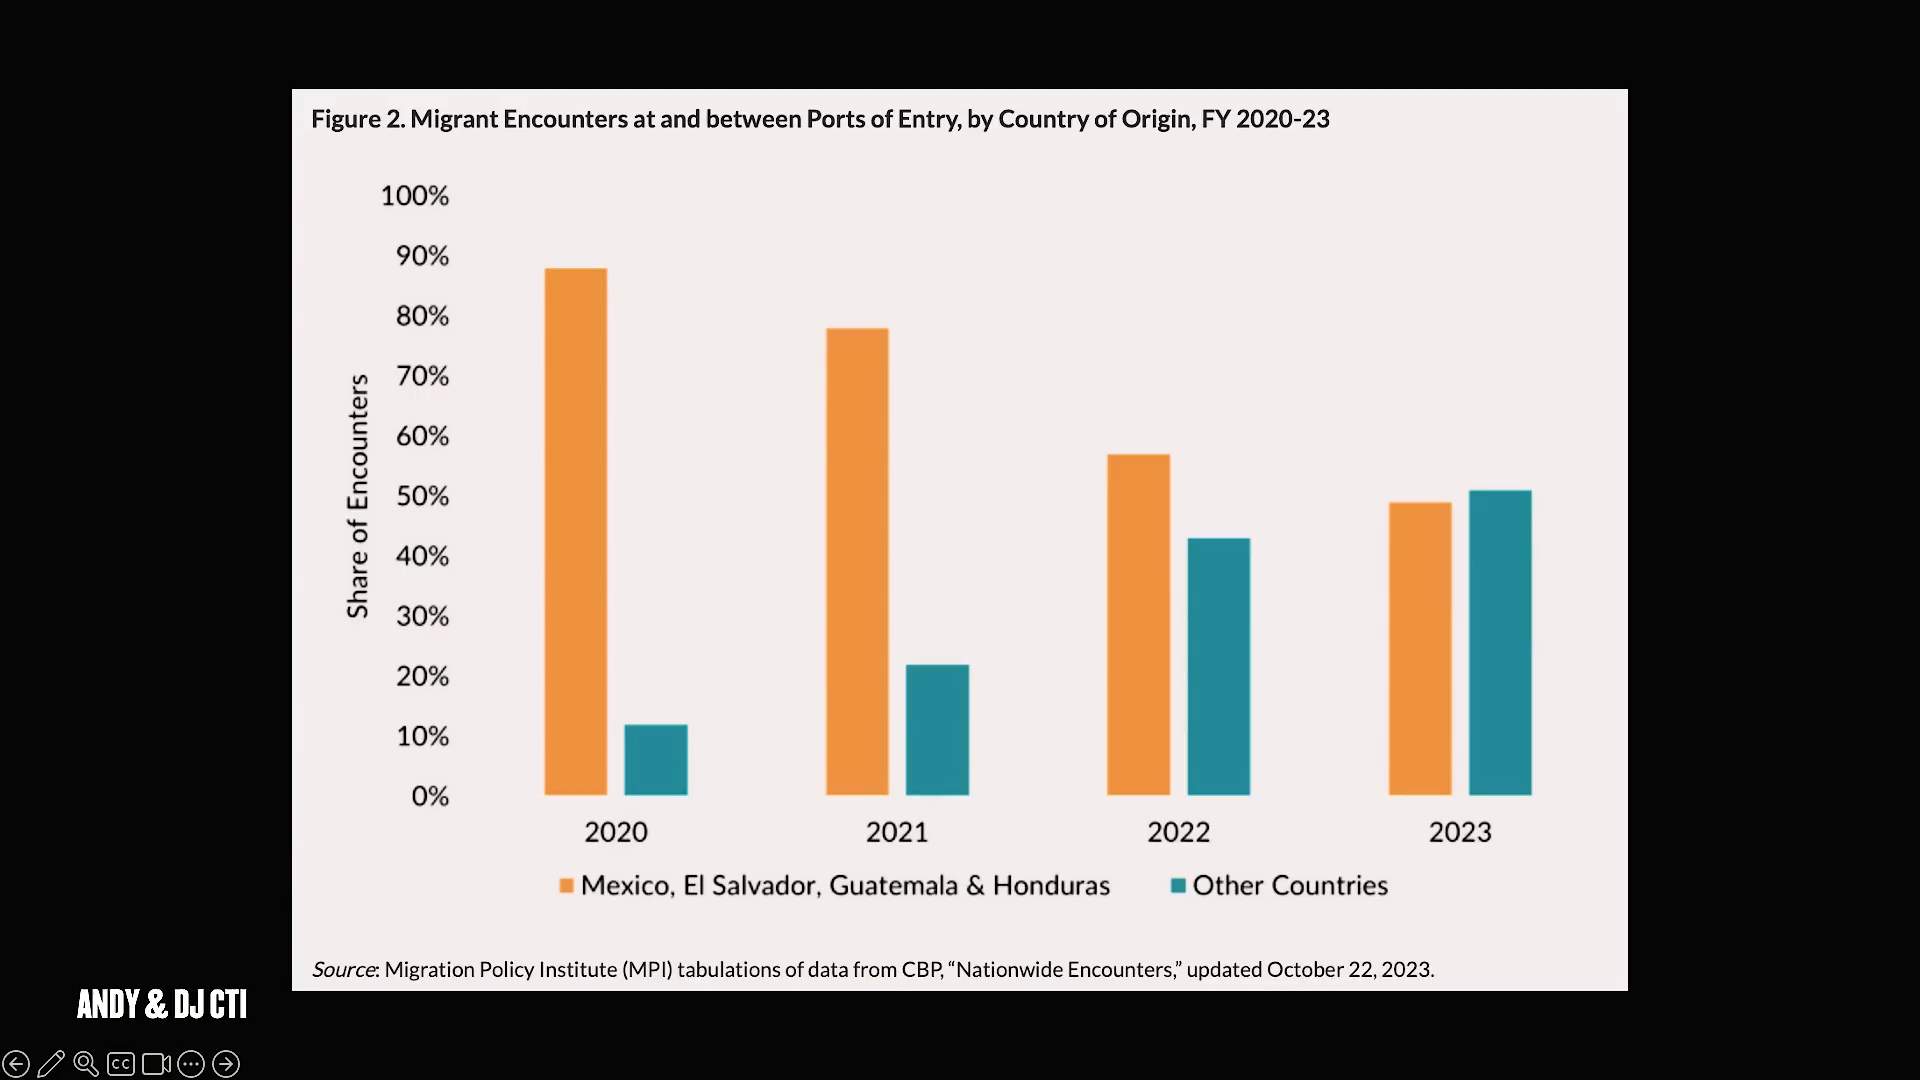 Figure 2. Migrant Encounters at and between Ports of Entry, by Country of Origin, FY 2020-23
100%
90%
80%
70%
60%
50%
40%
30%
20%
10%
0%
Share of Encounters
2020 2021 2022 2023
Mexico, El Salvador, Guatemala & Honduras Other Countries
Source: Migration Policy Institute (MPI) tabulations of data from CBP, “Nationwide Encounters,” updated October 22, 2023.
ANDY & DJ CTI
CC